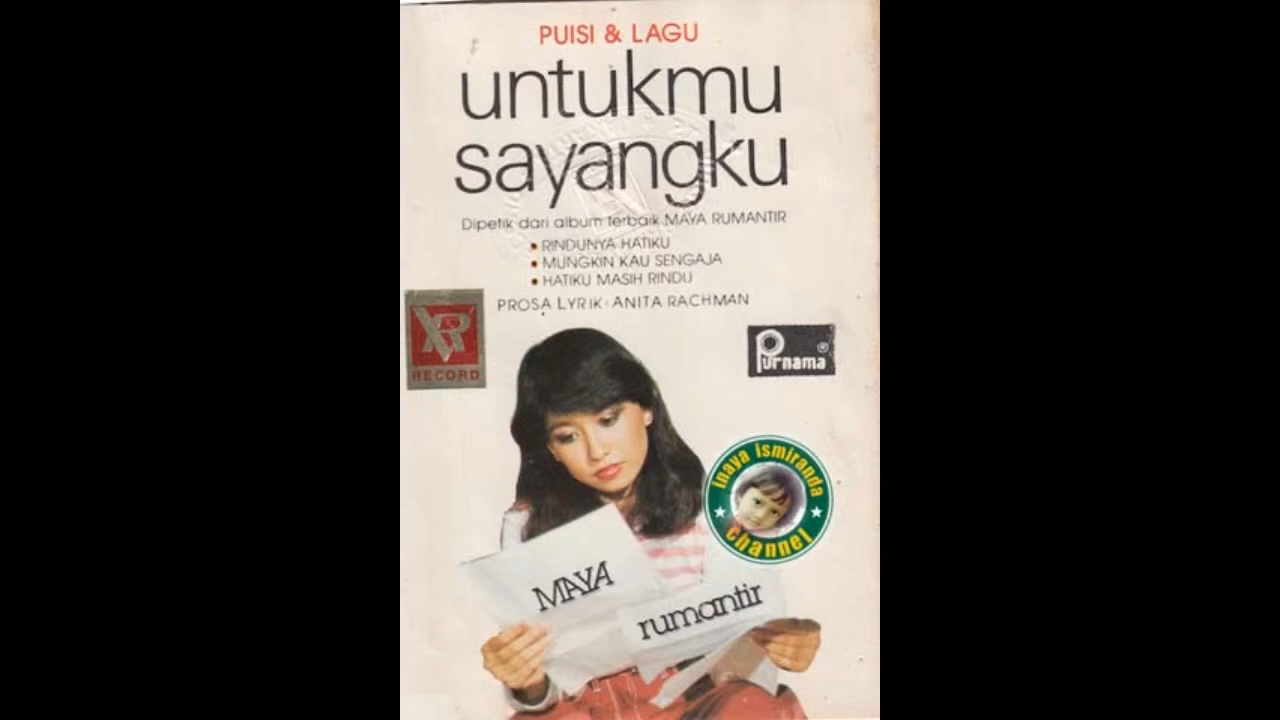 PUISI & LAGU
untukmu
sayangku
Dipetik dari album terbaik MAYA RUMANTIR
• RINDUNYA HATIKU
• MUNGKIN KAU SENGAJA
• HATIKU MASIH RINDU
PROSA LYRIK : ANITA RACHMAN
XR
RECORD
Purnama ®
inaya ismiranda
channel
MAYA
rumantir